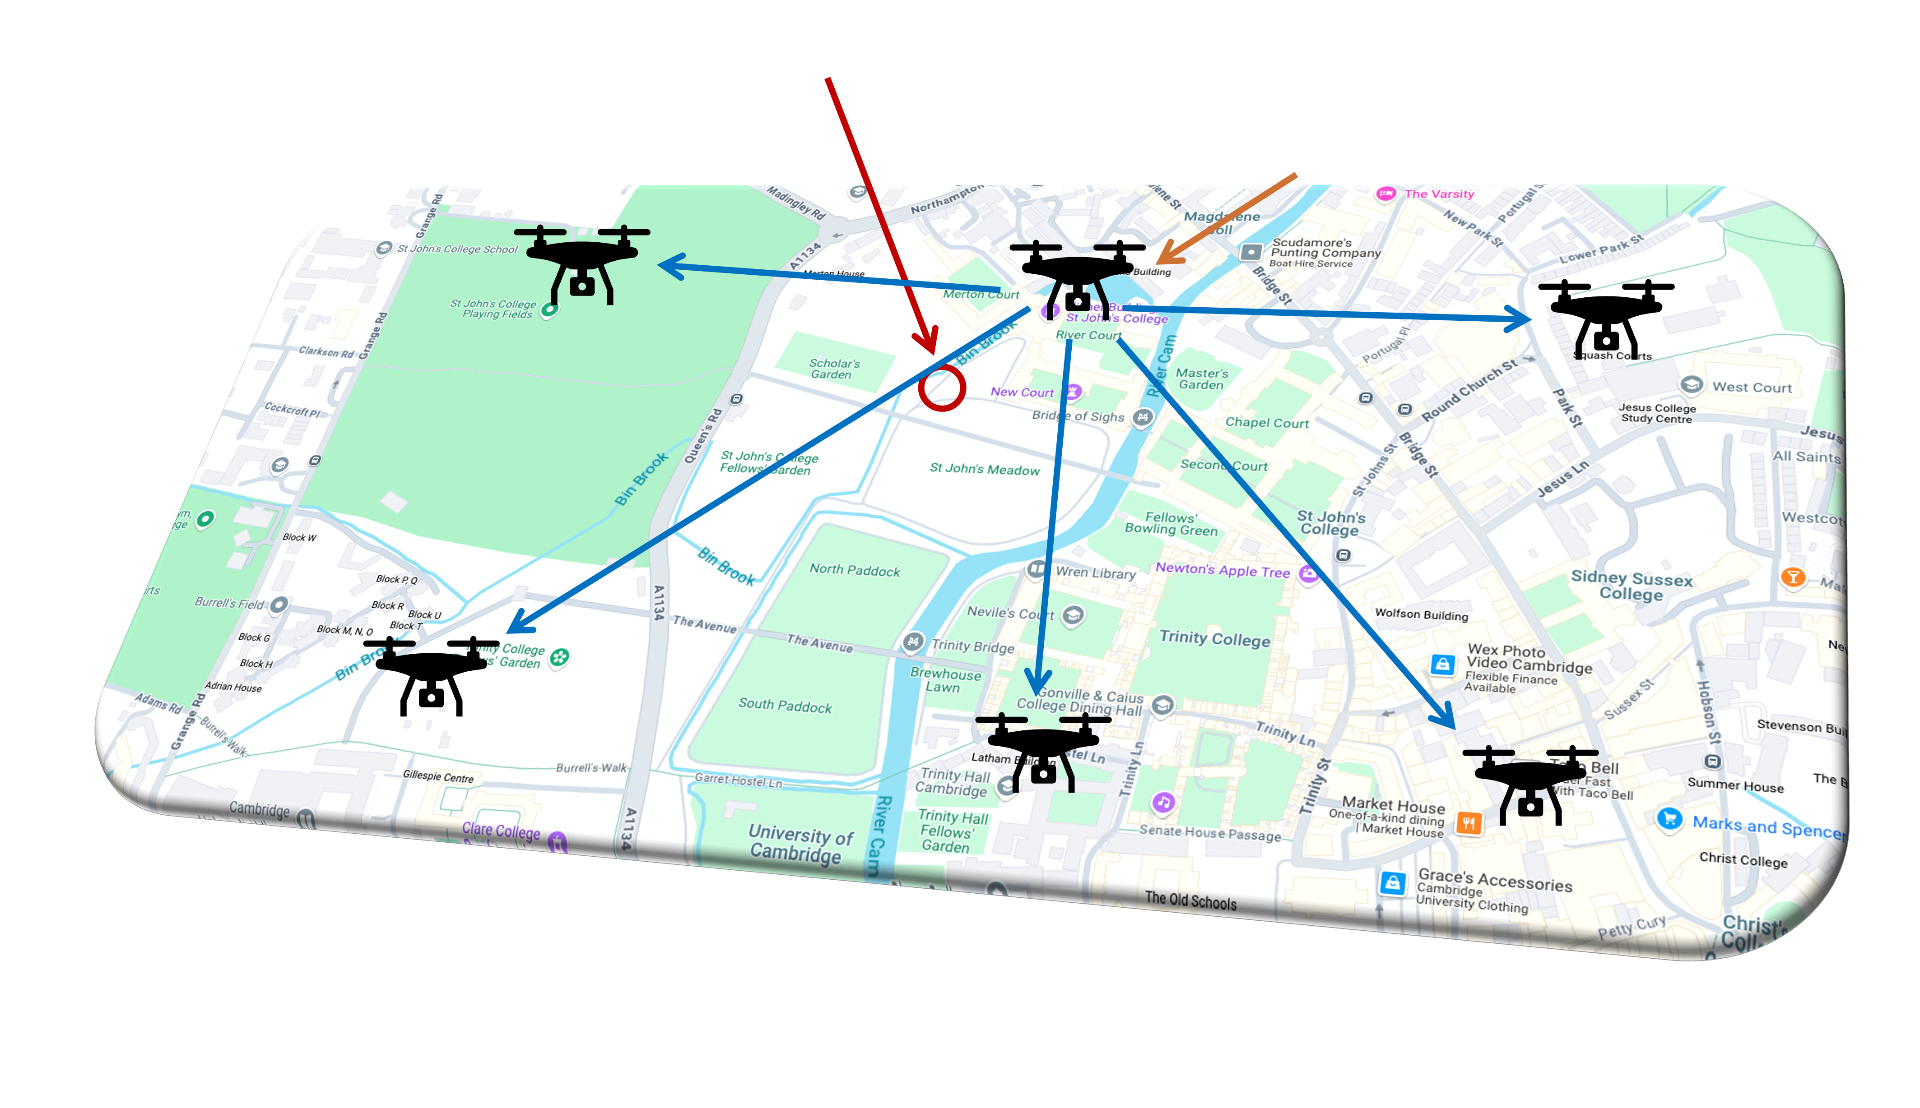 Madingley Rd
Northampton
Magdalene
The Varsity
New Park St
Portugal St
Grange Rd
St John's College School
A1134
Merton House
Building
Scudamore's
Punting Company
Boat Hire Service
Lower Park St
St John's College
Playing Fields
Merton Court
St John's College
River Court
Bridge St
Portugal Pl
Squash Courts
Grange Rd
Clarkson Rd
Scholar's
Garden
Bin Brook
River Cam
Master's
Garden
Round Church St
West Court
Park St
Jesus College
Study Centre
Cockcroft Pl
New Court
Bridge of Sighs
Chapel Court
Queen's Rd
St John's College
Fellows' Garden
St John's Meadow
Second Court
St Johns St
Bridge St
Jesus Ln
Jesus
All Saints
Bin Brook
Fellows'
Bowling Green
St John's
College
Block W
Bin Brook
North Paddock
Wren Library
Newton's Apple Tree
Sidney Sussex
College
Block P, Q
Block R
Block U
Block T
Block M, N, O
Burrell's Field
Block G
Block H
Adrian House
A1134
The Avenue
The Avenue
Nevile's Court
Trinity Bridge
Trinity College
Wolfson Building
Wex Photo
Video Cambridge
Flexible Finance
Available
Bin Brook
Brewhouse
Lawn
South Paddock
Gonville & Caius
College Dining Hall
Adams Rd
Grange Rd
Burrell's Walk
Trinity Ln
Sussex St
Hobson St
Stevenson
Gillespie Centre
Burrell's Walk
Garret Hostel Ln
Latham Building
Trinity Hall
Cambridge
Trinity Ln
Trinity St
Taco Bell
Fast
With Taco Bell
Summer House
The
Market House
One-of-a-kind dining
| Market House
Marks and Spencer
Cambridge
Clare College
A1134
University of
Cambridge
River Cam
Trinity Hall
Fellows'
Garden
Senate House Passage
Christ College
The Old Schools
Grace's Accessories
Cambridge
University Clothing
Petty Cury
Christ's